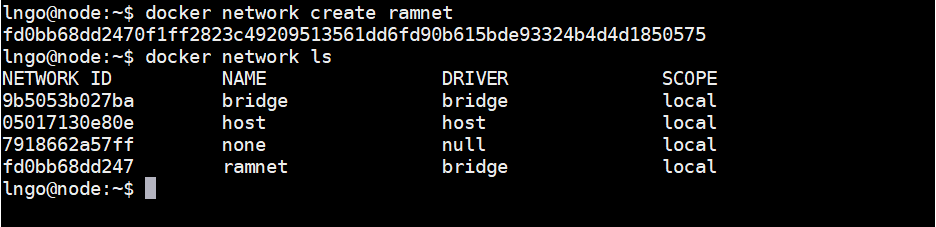 lngo@node:~$ docker network create ramnet
fd0bb68dd2470f1ff2823c49209513561dd6fd90b615bde93324b4d4d1850575
lngo@node:~$ docker network ls
NETWORK ID          NAME                DRIVER              SCOPE
9b5053b027ba        bridge              bridge              local
05017130e80e        host                host                local
7918662a57ff        none                null                local
fd0bb68dd247        ramnet              bridge              local
lngo@node:~$